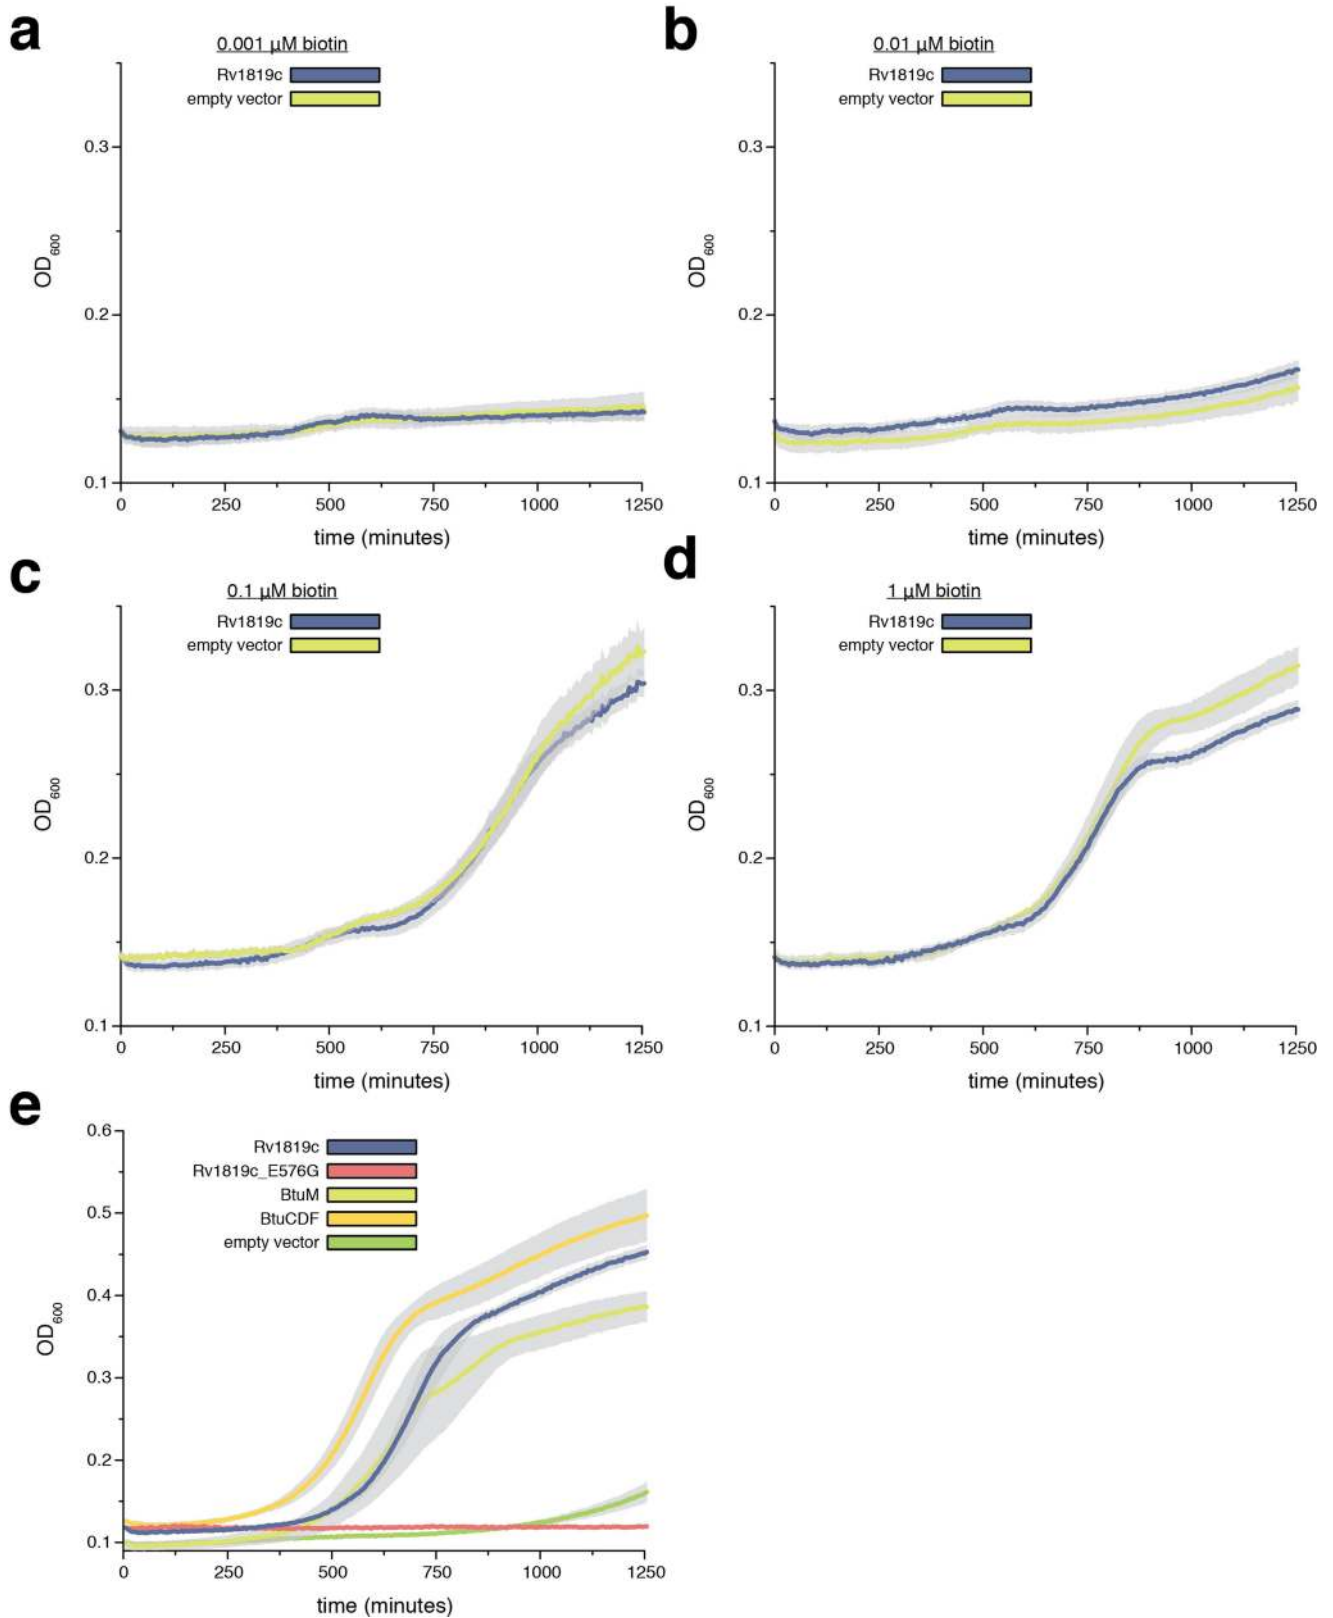 a
0.001 µM biotin
Rv1819c
empty vector
0.3
0.2
0.1
OD600
0 250 500 750 1000 1250
time (minutes)
b
0.01 µM biotin
Rv1819c
empty vector
0.3
0.2
0.1
OD600
0 250 500 750 1000 1250
time (minutes)
c
0.1 µM biotin
Rv1819c
empty vector
0.3
0.2
0.1
OD600
0 250 500 750 1000 1250
time (minutes)
d
1 µM biotin
Rv1819c
empty vector
0.3
0.2
0.1
OD600
0 250 500 750 1000 1250
time (minutes)
e
Rv1819c
Rv1819c_E576G
BtuM
BtuCDF
empty vector
0.6
0.5
0.4
0.3
0.2
0.1
OD600
0 250 500 750 1000 1250
time (minutes)